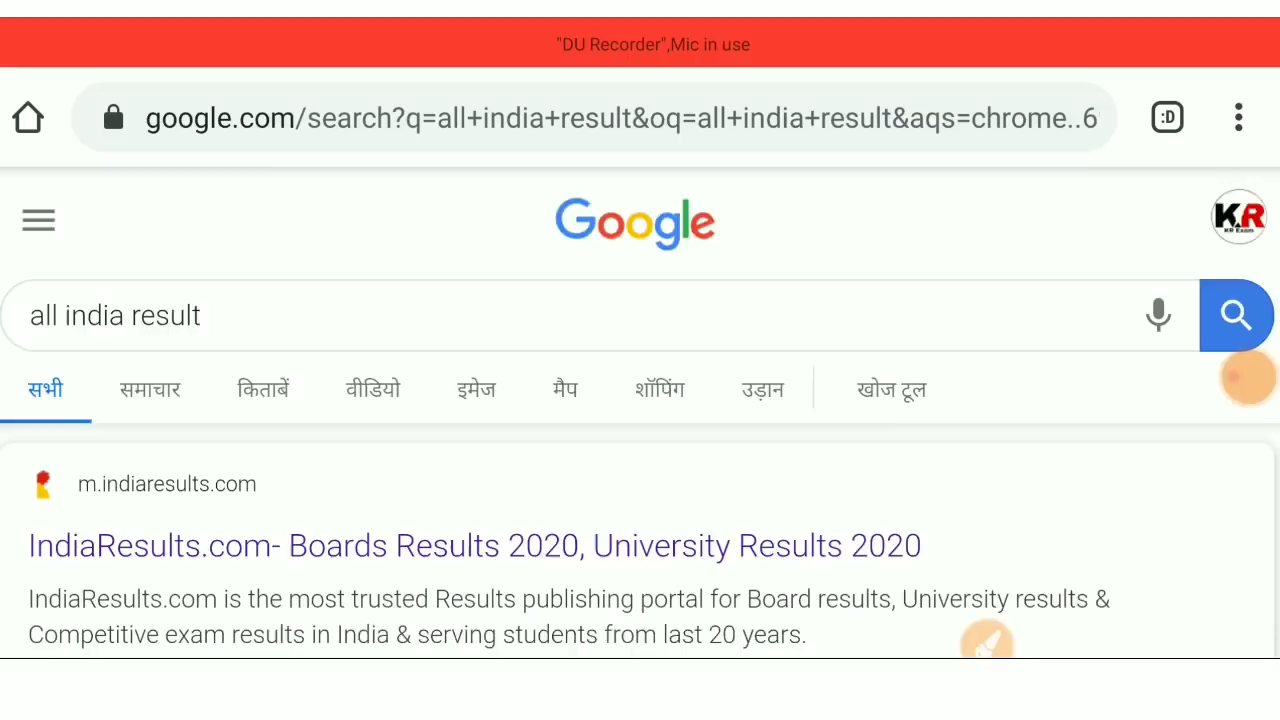 "DU Recorder",Mic in use
google.com/search?q=all+india+result&oq=all+india+result&aqs=chrome..6
:D
Google
KR
KR Exam
all india result
सभी समाचार किताबें वीडियो इमेज मैप शॉपिंग उड़ान खोज टूल
m.indiaresults.com
IndiaResults.com- Boards Results 2020, University Results 2020
IndiaResults.com is the most trusted Results publishing portal for Board results, University results &
Competitive exam results in India & serving students from last 20 years.